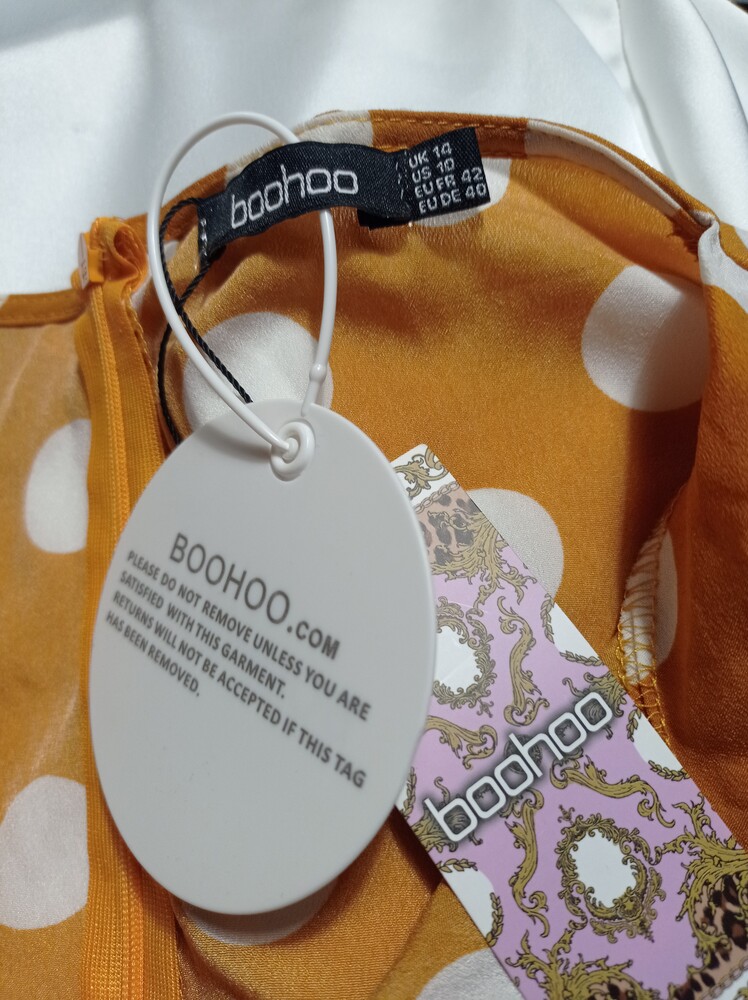 boohoo
UK 14
US 10
EU FR 42
EU DE 40
BOOHOO.COM
PLEASE DO NOT REMOVE UNLESS YOU ARE
SATISFIED WITH THIS GARMENT.
RETURNS WILL NOT BE ACCEPTED IF THIS TAG
HAS BEEN REMOVED.
boohoo